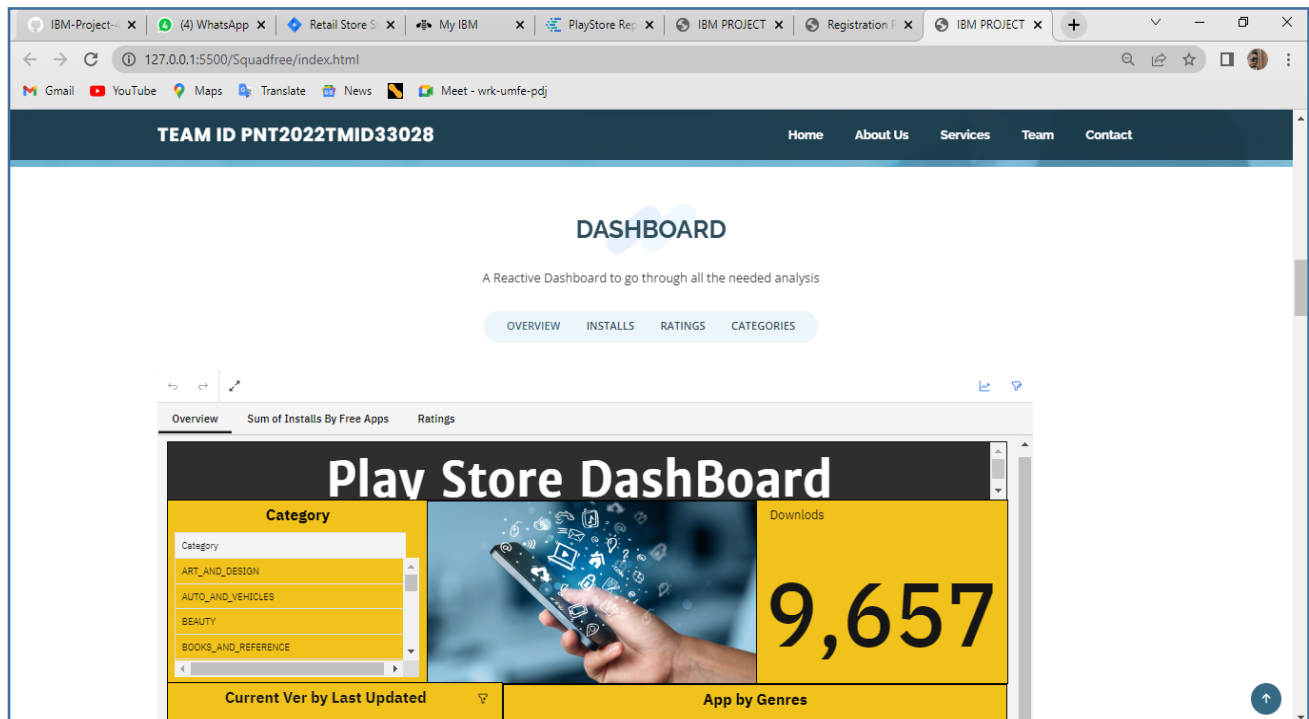 IBM-Project-4 (4) WhatsApp Retail Store S My IBM PlayStore Rep IBM PROJECT Registration F IBM PROJECT
127.0.0.1:5500/Squadfree/index.html
Gmail YouTube Maps Translate News Meet - wrk-umfe-pdj
TEAM ID PNT2022TMID33028 Home About Us Services Team Contact
DASHBOARD
A Reactive Dashboard to go through all the needed analysis
OVERVIEW INSTALLS RATINGS CATEGORIES
Overview Sum of Installs By Free Apps Ratings
Play Store DashBoard
Category
Category
ART_AND_DESIGN
AUTO_AND_VEHICLES
BEAUTY
BOOKS_AND_REFERENCE
Downlods
9,657
Current Ver by Last Updated
App by Genres